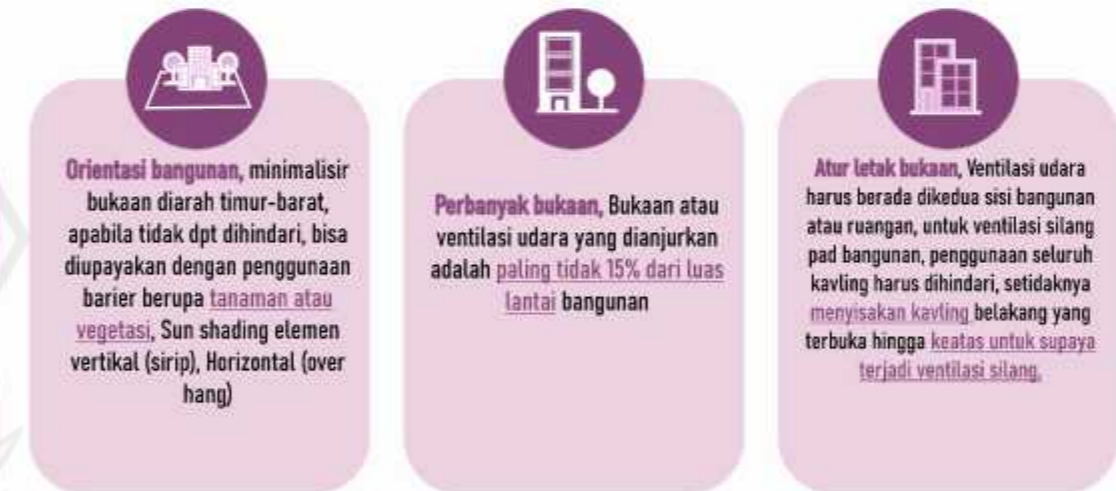 Orientasi bangunan, minimalisir
bukaan diarah timur-barat,
apabila tidak dpt dihindari, bisa
diupayakan dengan penggunaan
barier berupa tanaman atau
vegetasi, Sun shading elemen
vertikal (sirip), Horizontal (over
hang)
Perbanyak bukaan, Bukaan atau
ventilasi udara yang dianjurkan
adalah paling tidak 15% dari luas
lantai bangunan
Atur letak bukaan, Ventilasi udara
harus berada dikedua sisi bangunan
atau ruangan, untuk ventilasi silang
pad bangunan, penggunaan seluruh
kavling harus dihindari, setidaknya
menyisakan kavling belakang yang
terbuka hingga keatas untuk supaya
terjadi ventilasi silang.